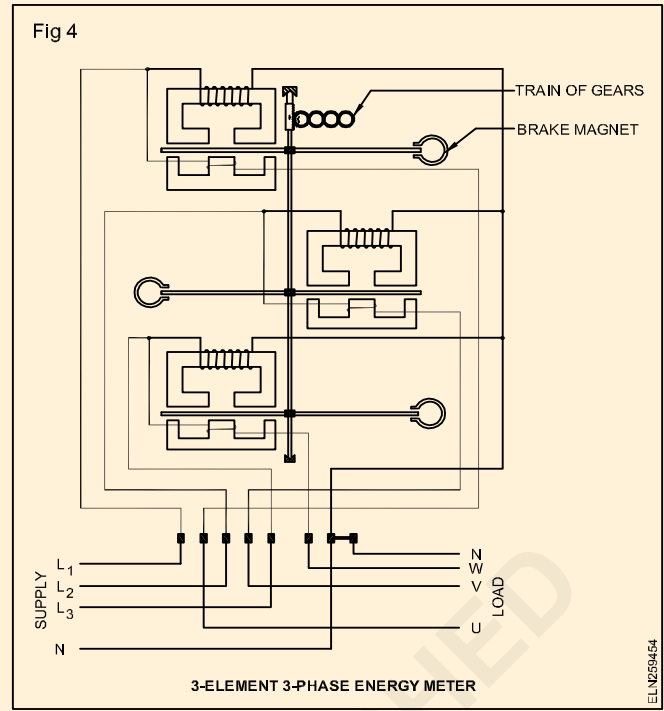 Fig 4
TRAIN OF GEARS
BRAKE MAGNET
SUPPLY
L1
L2
L3
N
N
W
V
U
LOAD
3-ELEMENT 3-PHASE ENERGY METER
ELN259454
HED